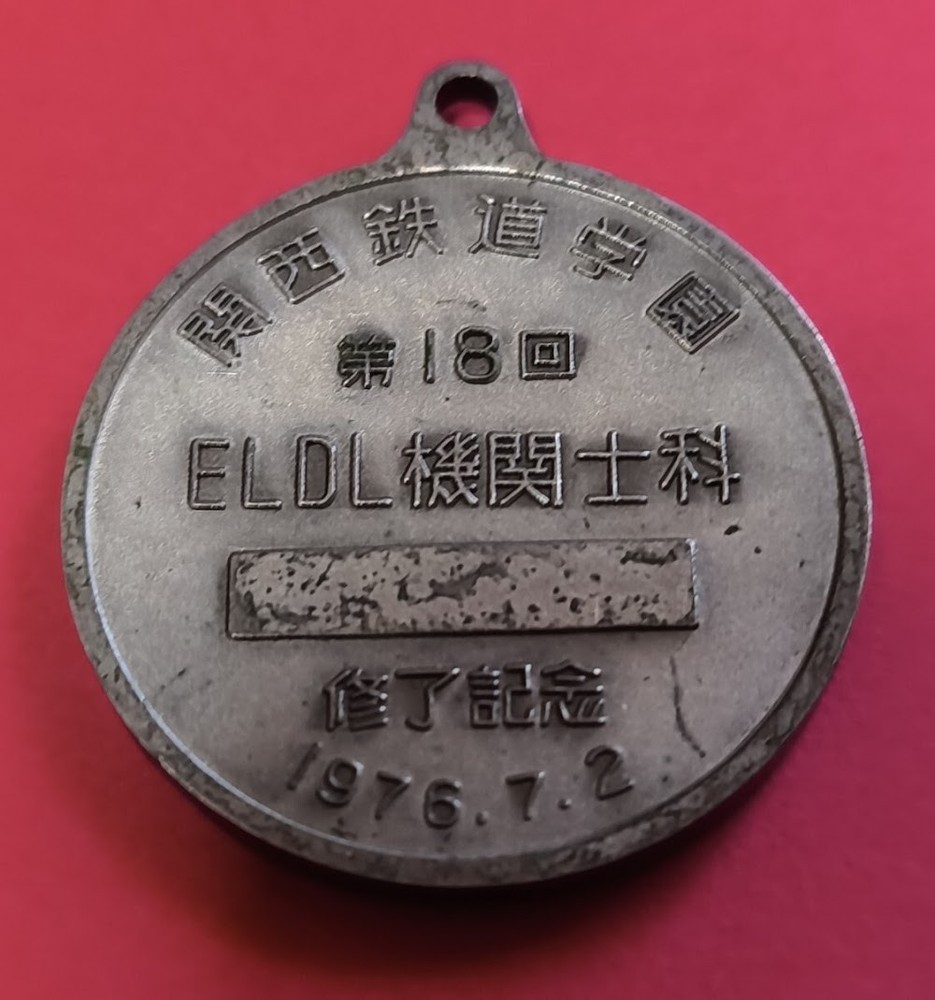 関西鉄道学園
第18回
ELDL機関士科
修了記念
1976.7.2